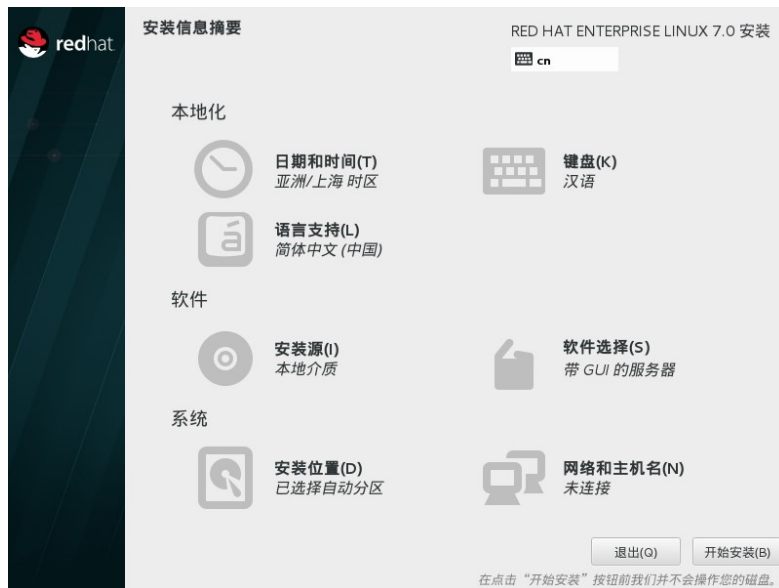 redhat
安装信息摘要
RED HAT ENTERPRISE LINUX 7.0 安装
cn
本地化
日期和时间(T)
亚洲/上海 时区
键盘(K)
汉语
语言支持(L)
简体中文 (中国)
软件
安装源(I)
本地介质
软件选择(S)
带 GUI 的服务器
系统
安装位置(D)
已选择自动分区
网络和主机名(N)
未连接
退出(Q)
开始安装(B)
在点击“开始安装”按钮前我们并不会操作您的磁盘。